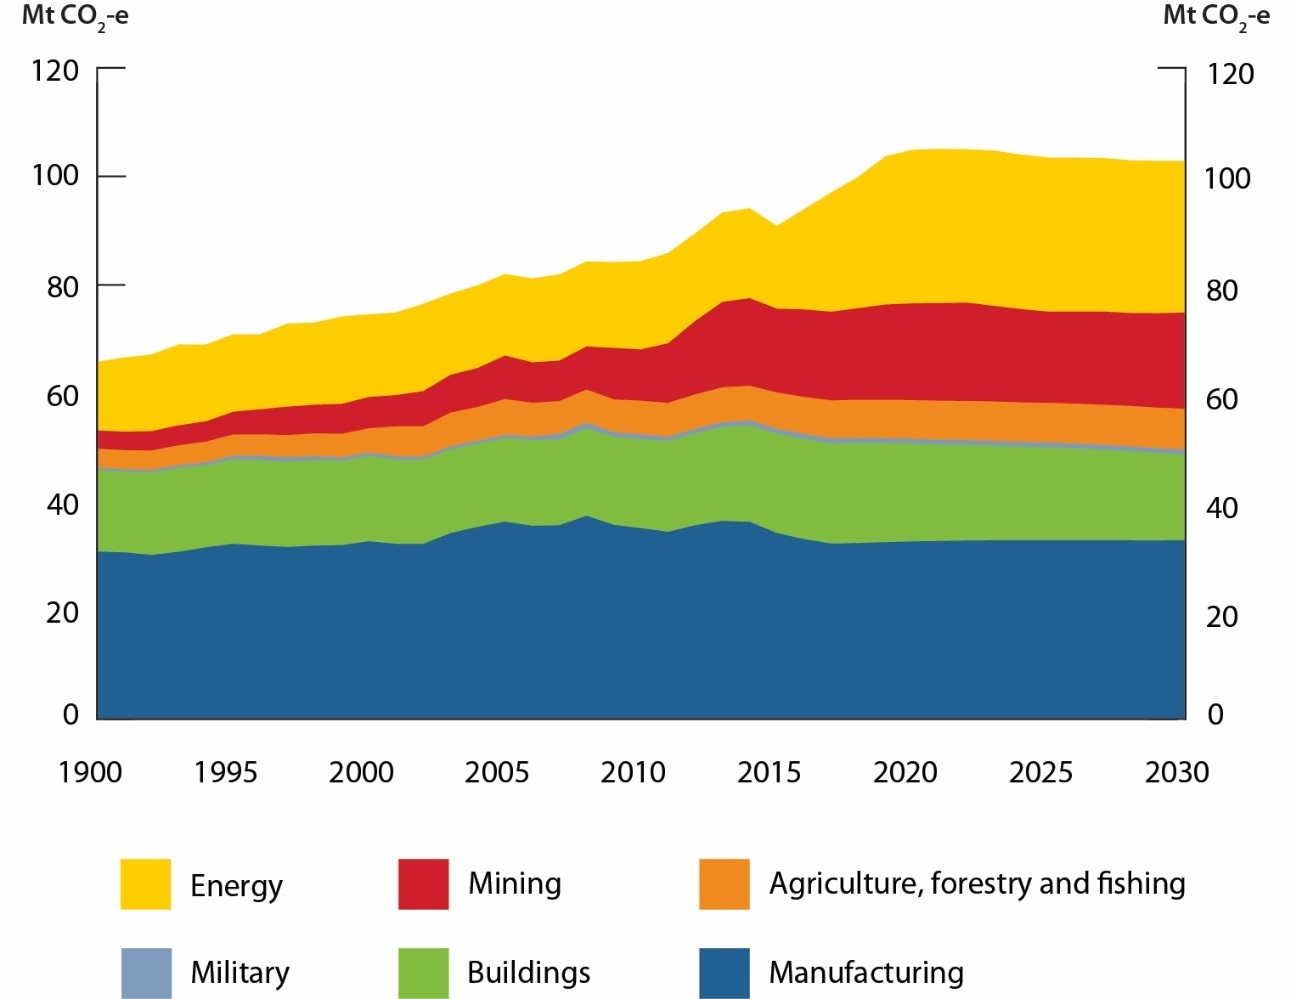 Mt CO₂-e Mt CO₂-e
120 120
100 100
80 80
60 60
40 40
20 20
0 0
1900 1995 2000 2005 2010 2015 2020 2025 2030
Energy Mining Agriculture, forestry and fishing
Military Buildings Manufacturing